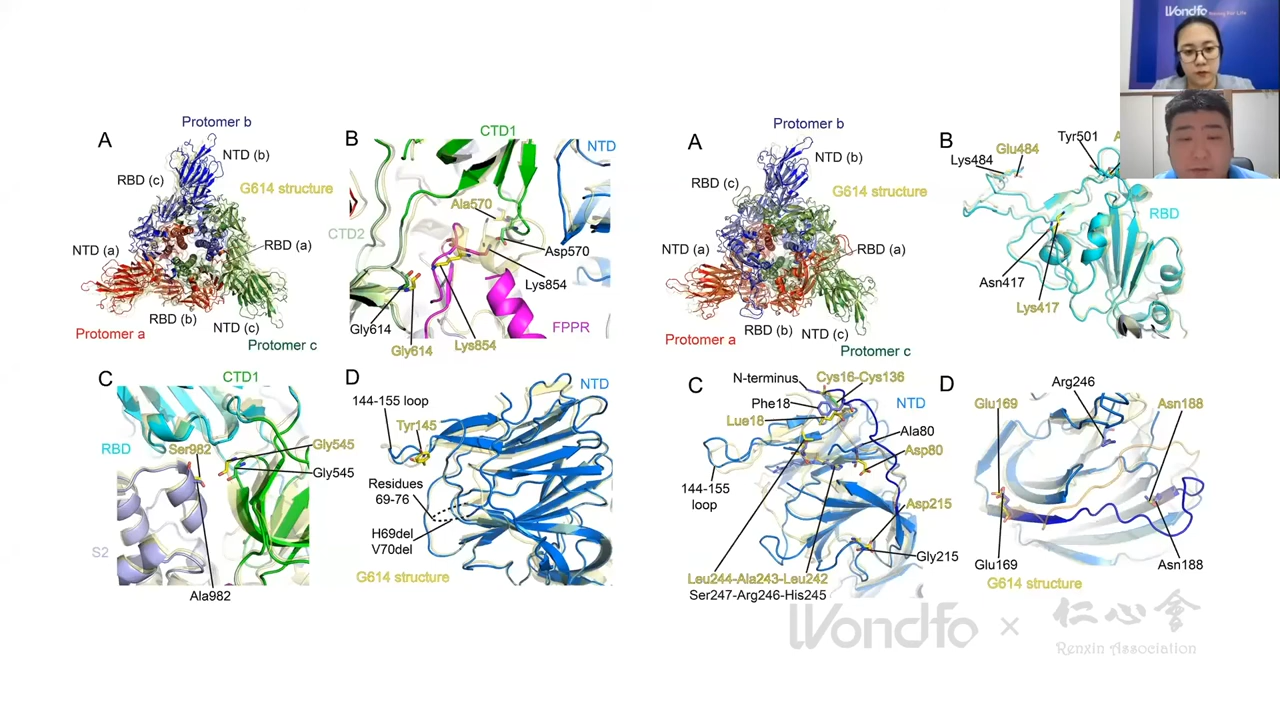 Wondfo
A
Protomer b
NTD (b)
RBD (c)
G614 structure
NTD (a)
RBD (a)
RBD (b)
NTD (c)
Protomer a
Protomer c
B
CTD1
NTD
Ala570
CTD2
Asp570
Lys854
Gly614
FPPR
Gly614
Lys854
C
CTD1
RBD
Ser982
Gly545
Gly545
S2
Ala982
D
NTD
144-155 loop
Tyr145
Residues
69-76
H69del
V70del
G614 structure
A
Protomer b
NTD (b)
RBD (c)
G614 structure
NTD (a)
RBD (a)
RBD (b)
NTD (c)
Protomer a
Protomer c
B
Tyr501
Glu484
Lys484
RBD
Asn417
Lys417
C
N-terminus
Cys16-Cys136
Phe18
NTD
Lue18
Ala80
Asp80
144-155
loop
Asp215
Gly215
Leu244-Ala243-Leu242
Ser247-Arg246-His245
D
Arg246
Glu169
Asn188
Glu169
Asn188
G614 structure
Wondfo × 仁心會
Renxin Association